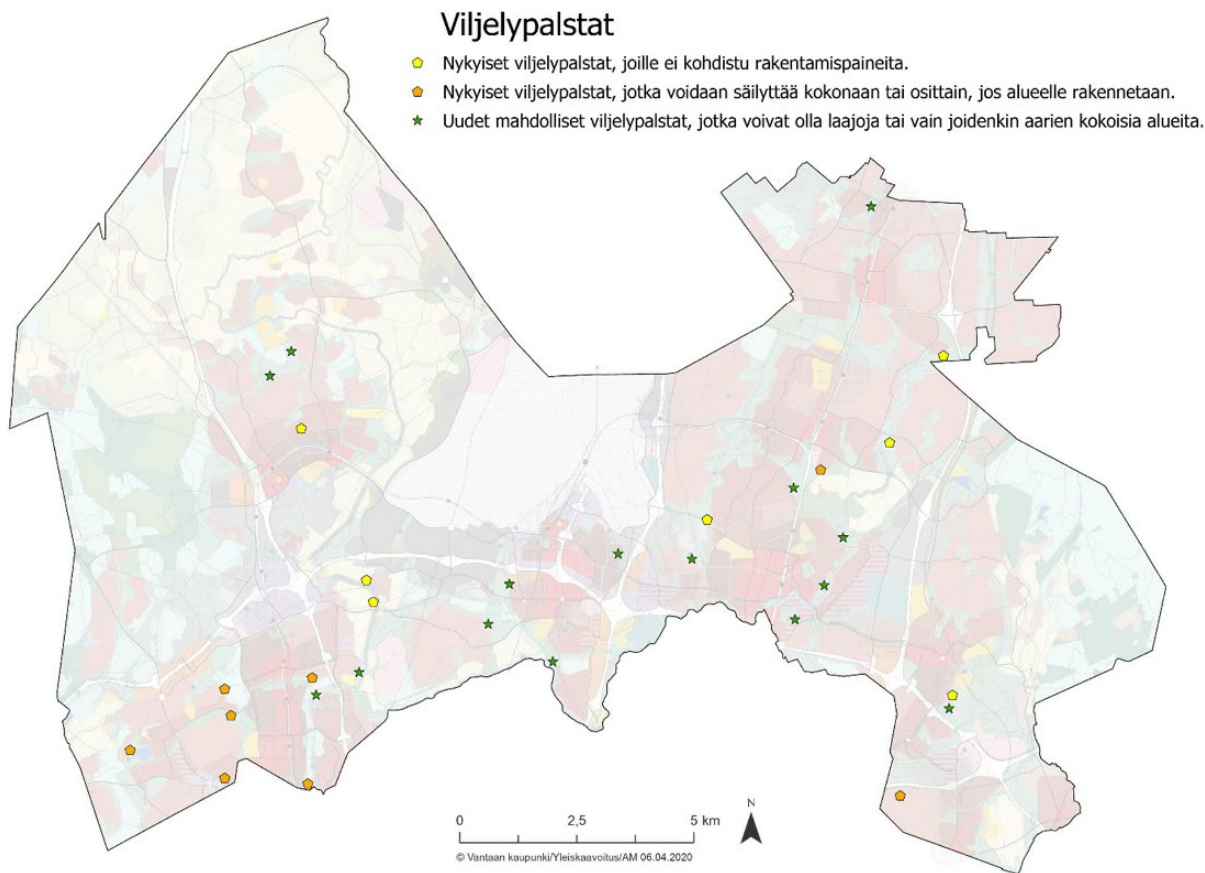 Viljelypalstat
Nykyiset viljelypalstat, joille ei kohdistu rakentamispaineita.
Nykyiset viljelypalstat, jotka voidaan säilyttää kokonaan tai osittain, jos alueelle rakennetaan.
Uudet mahdolliset viljelypalstat, jotka voivat olla laajoja tai vain joidenkin aarien kokoisia alueita.
0 2,5 5 km
N
© Vantaan kaupunki/Yleiskaavoitus/AM 06.04.2020